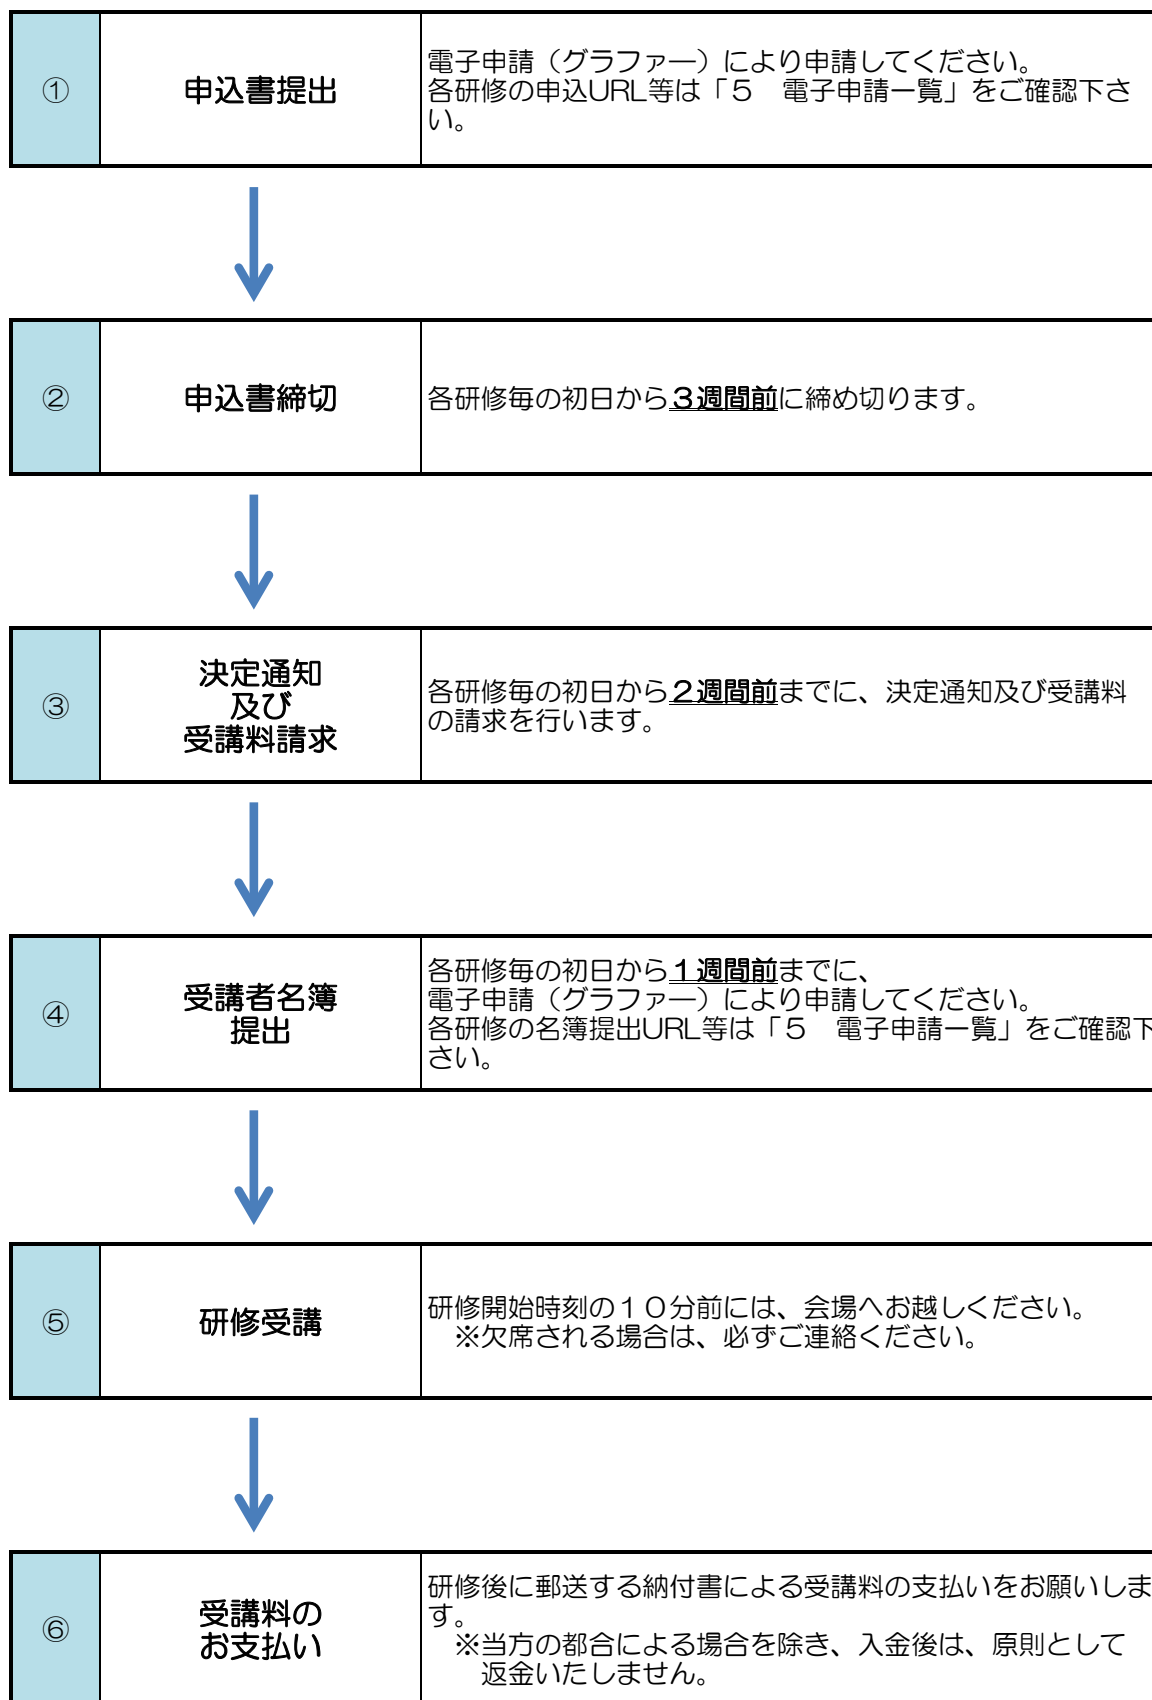 ①
申込書提出
電子申請（グラファー）により申請してください。
各研修の申込URL等は「５　電子申請一覧」をご確認下さ
い。
②
申込書締切
各研修毎の初日から３週間前に締め切ります。
③
決定通知
及び
受講料請求
各研修毎の初日から２週間前までに、決定通知及び受講料
の請求を行います。
④
受講者名簿
提出
各研修毎の初日から１週間前までに、
電子申請（グラファー）により申請してください。
各研修の名簿提出URL等は「５　電子申請一覧」をご確認下
さい。
⑤
研修受講
研修開始時刻の１０分前には、会場へお越しください。
※欠席される場合は、必ずご連絡ください。
⑥
受講料の
お支払い
研修後に郵送する納付書による受講料の支払いをお願いしま
す。
※当方の都合による場合を除き、入金後は、原則として
返金いたしません。